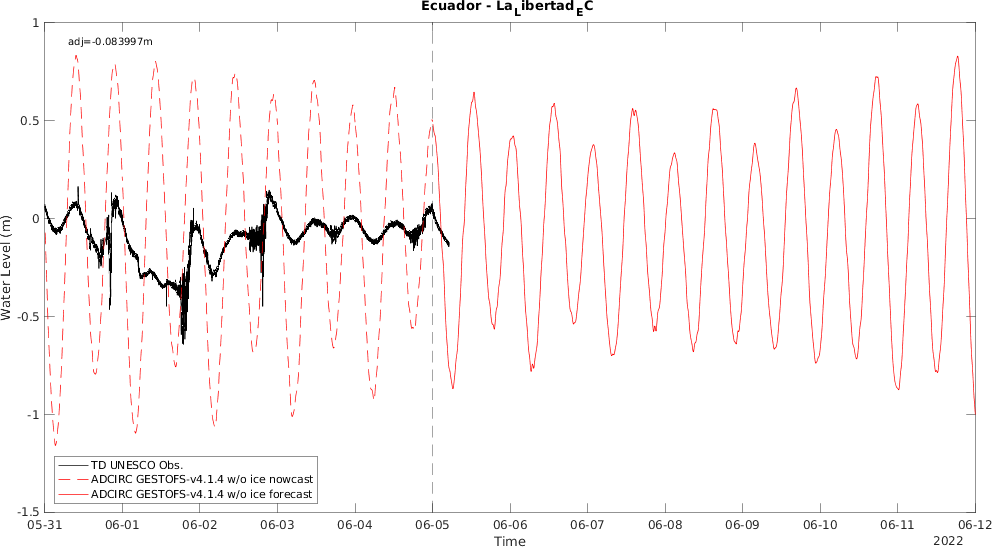 Ecuador - LaLibertadEC
adj=-0.083997m
1
0.5
0
-0.5
-1
-1.5
Water Level (m)
TD UNESCO Obs.
ADCIRC GESTOFS-v4.1.4 w/o ice nowcast
ADCIRC GESTOFS-v4.1.4 w/o ice forecast
05-31 06-01 06-02 06-03 06-04 06-05 06-06 06-07 06-08 06-09 06-10 06-11 06-12
Time
2022